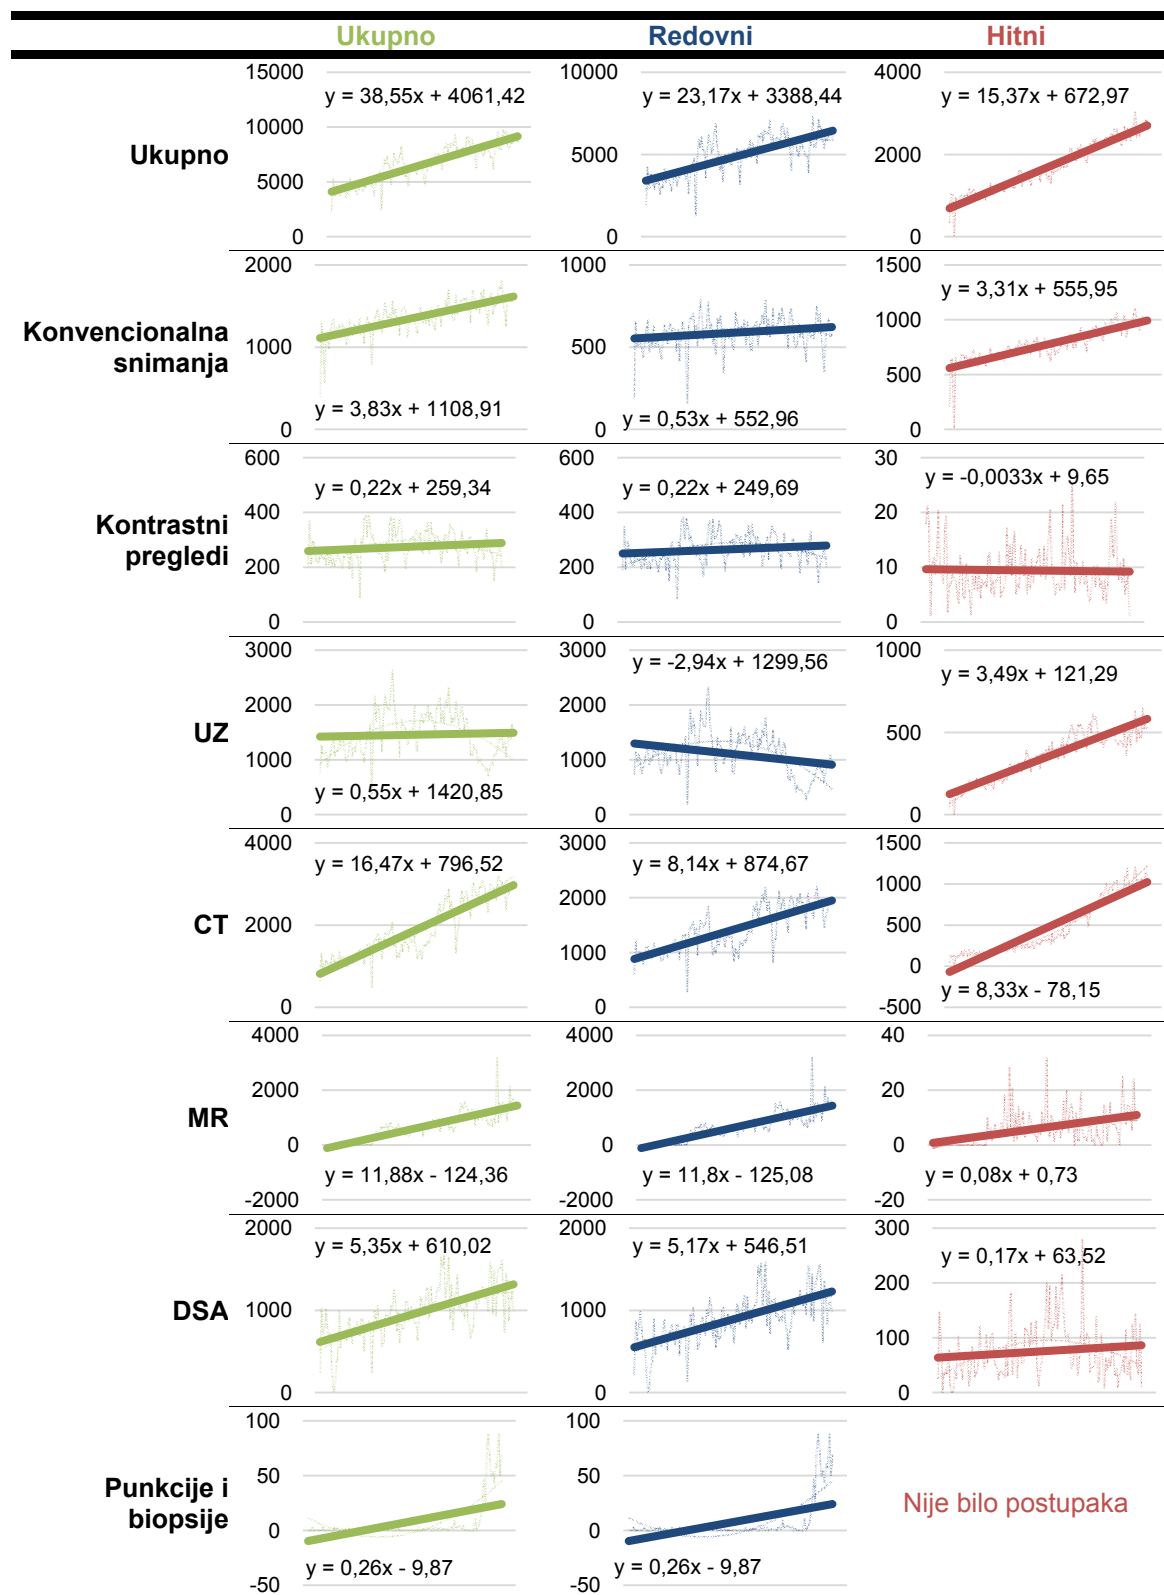 Ukupno Redovni Hitni
Ukupno
15000
10000
5000
0
y = 38,55x + 4061,42
10000
5000
0
y = 23,17x + 3388,44
4000
2000
0
y = 15,37x + 672,97
Konvencionalna
snimanja
2000
1000
0
y = 3,83x + 1108,91
1000
500
0
y = 0,53x + 552,96
1500
1000
500
0
y = 3,31x + 555,95
Kontrastni
pregledi
600
400
200
0
y = 0,22x + 259,34
600
400
200
0
y = 0,22x + 249,69
30
20
10
0
y = -0,0033x + 9,65
UZ
3000
2000
1000
0
y = 0,55x + 1420,85
3000
2000
1000
0
y = -2,94x + 1299,56
1000
500
0
y = 3,49x + 121,29
CT
4000
2000
0
y = 16,47x + 796,52
3000
2000
1000
0
y = 8,14x + 874,67
1500
1000
500
0
-500
y = 8,33x - 78,15
MR
4000
2000
0
-2000
y = 11,88x - 124,36
4000
2000
0
-2000
y = 11,8x - 125,08
40
20
0
-20
y = 0,08x + 0,73
DSA
2000
1000
0
y = 5,35x + 610,02
2000
1000
0
y = 5,17x + 546,51
300
200
100
0
y = 0,17x + 63,52
Punkcije i
biopsije
100
50
0
-50
y = 0,26x - 9,87
100
50
0
-50
y = 0,26x - 9,87
Nije bilo postupaka